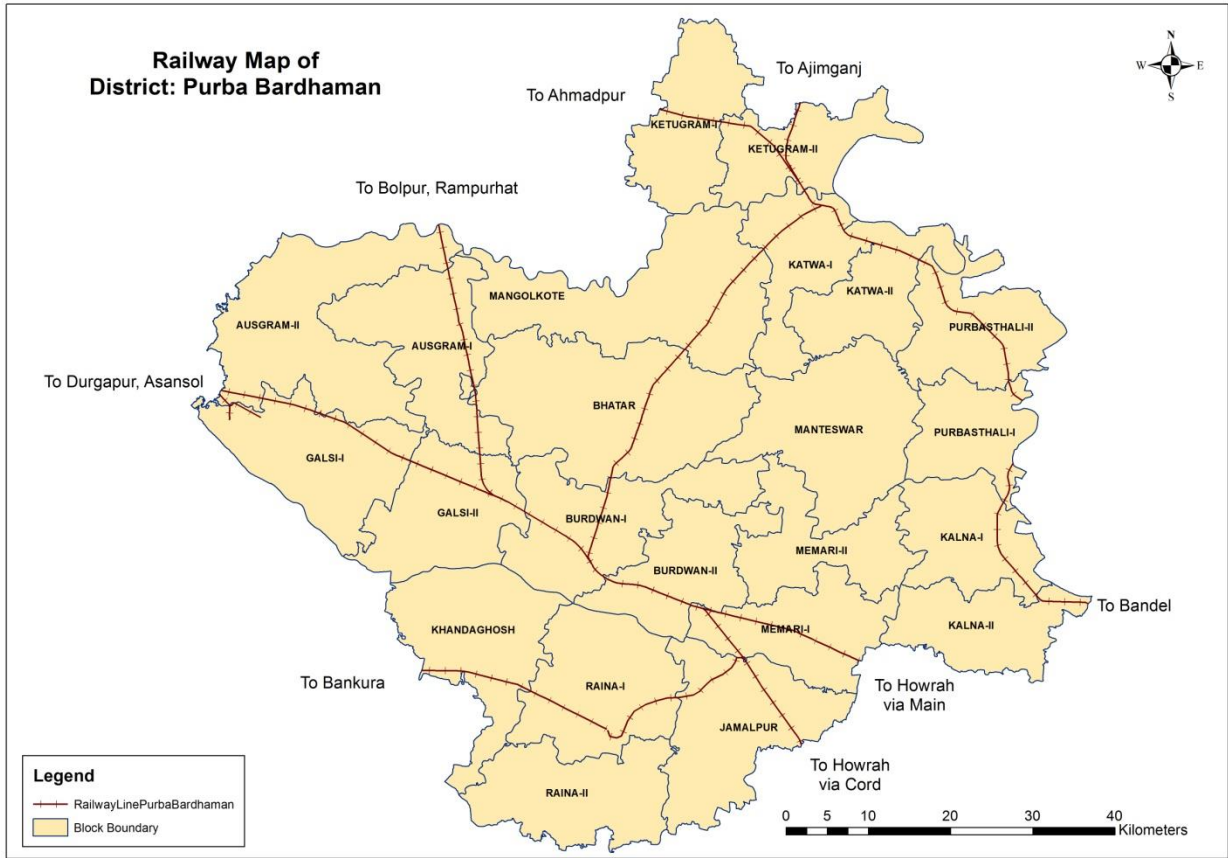 Railway Map of
District: Purba Bardhaman
N
W
E
S
To Ajimganj
To Ahmadpur
KETUGRAM-I
KETUGRAM-II
To Bolpur, Rampurhat
KATWA-I
MANGOLKOTE
KATWA-II
AUSGRAM-II
PURBASTHALI-II
AUSGRAM-I
To Durgapur, Asansol
BHATAR
MANTESWAR
PURBASTHALI-I
GALSI-I
GALSI-II
BURDWAN-I
KALNA-I
MEMARI-II
BURDWAN-II
To Bandel
KHANDAGHOSH
MEMARI-I
KALNA-II
To Bankura
RAINA-I
To Howrah
via Main
JAMALPUR
To Howrah
via Cord
RAINA-II
Legend
RailwayLinePurbaBardhaman
Block Boundary
0 5 10 20 30 40
Kilometers